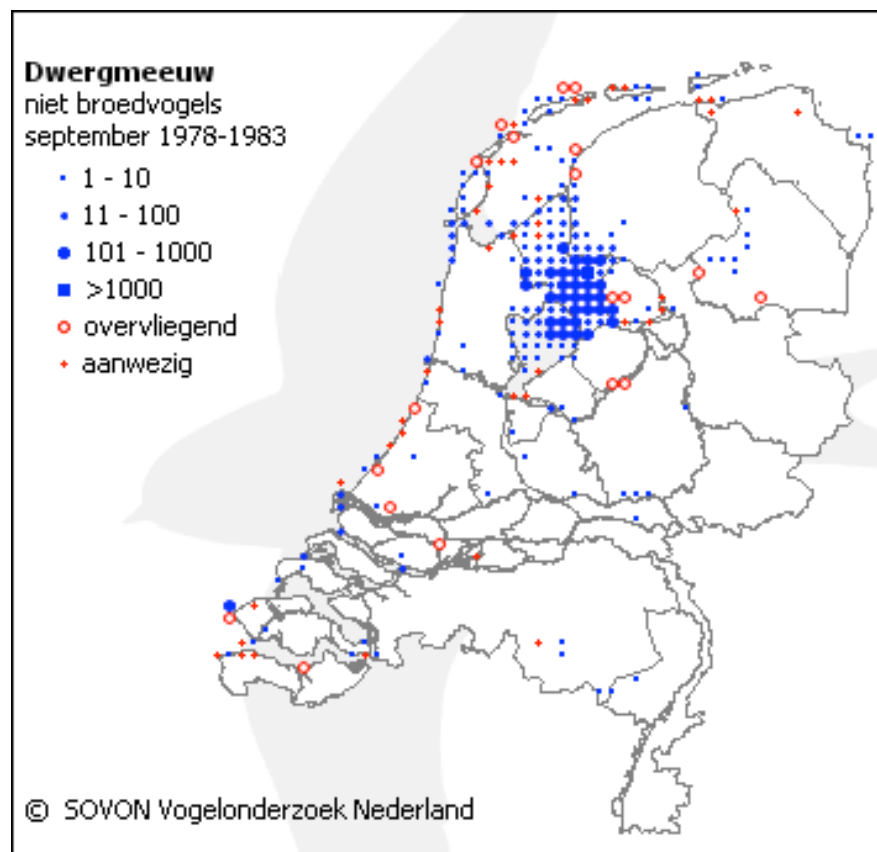 Dwergmeeuw
niet broedvogels
september 1978-1983
1 - 10
11 - 100
101 - 1000
>1000
overvliegend
aanwezig
© SOVON Vogelonderzoek Nederland